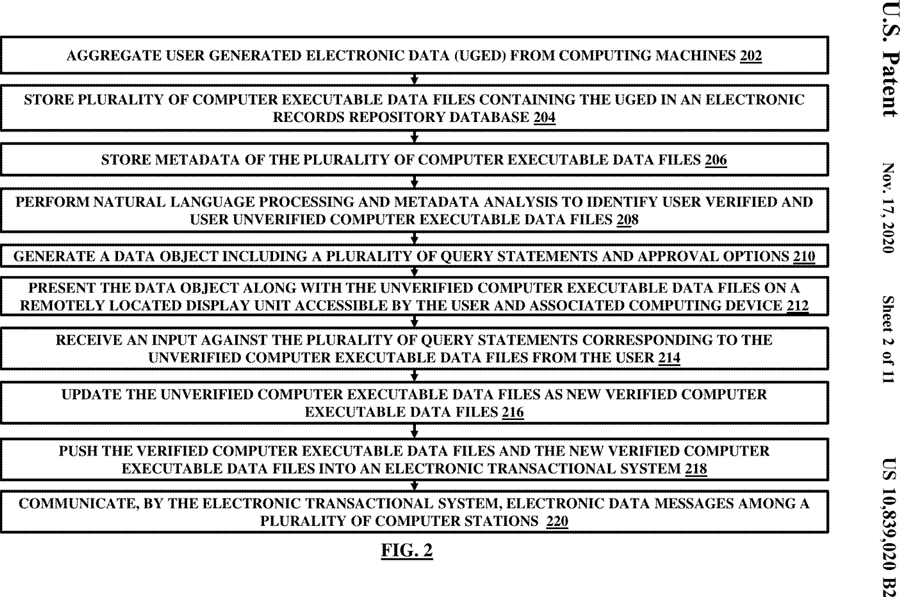 U.S. Patent
Nov. 17, 2020
Sheet 2 of 11
US 10,839,020 B2
AGGREGATE USER GENERATED ELECTRONIC DATA (UGED) FROM COMPUTING MACHINES 202
STORE PLURALITY OF COMPUTER EXECUTABLE DATA FILES CONTAINING THE UGED IN AN ELECTRONIC
RECORDS REPOSITORY DATABASE 204
STORE METADATA OF THE PLURALITY OF COMPUTER EXECUTABLE DATA FILES 206
PERFORM NATURAL LANGUAGE PROCESSING AND METADATA ANALYSIS TO IDENTIFY USER VERIFIED AND
USER UNVERIFIED COMPUTER EXECUTABLE DATA FILES 208
GENERATE A DATA OBJECT INCLUDING A PLURALITY OF QUERY STATEMENTS AND APPROVAL OPTIONS 210
PRESENT THE DATA OBJECT ALONG WITH THE UNVERIFIED COMPUTER EXECUTABLE DATA FILES ON A
REMOTELY LOCATED DISPLAY UNIT ACCESSIBLE BY THE USER AND ASSOCIATED COMPUTING DEVICE 212
RECEIVE AN INPUT AGAINST THE PLURALITY OF QUERY STATEMENTS CORRESPONDING TO THE
UNVERIFIED COMPUTER EXECUTABLE DATA FILES FROM THE USER 214
UPDATE THE UNVERIFIED COMPUTER EXECUTABLE DATA FILES AS NEW VERIFIED COMPUTER
EXECUTABLE DATA FILES 216
PUSH THE VERIFIED COMPUTER EXECUTABLE DATA FILES AND THE NEW VERIFIED COMPUTER
EXECUTABLE DATA FILES INTO AN ELECTRONIC TRANSACTIONAL SYSTEM 218
COMMUNICATE, BY THE ELECTRONIC TRANSACTIONAL SYSTEM, ELECTRONIC DATA MESSAGES AMONG A
PLURALITY OF COMPUTER STATIONS 220
FIG. 2